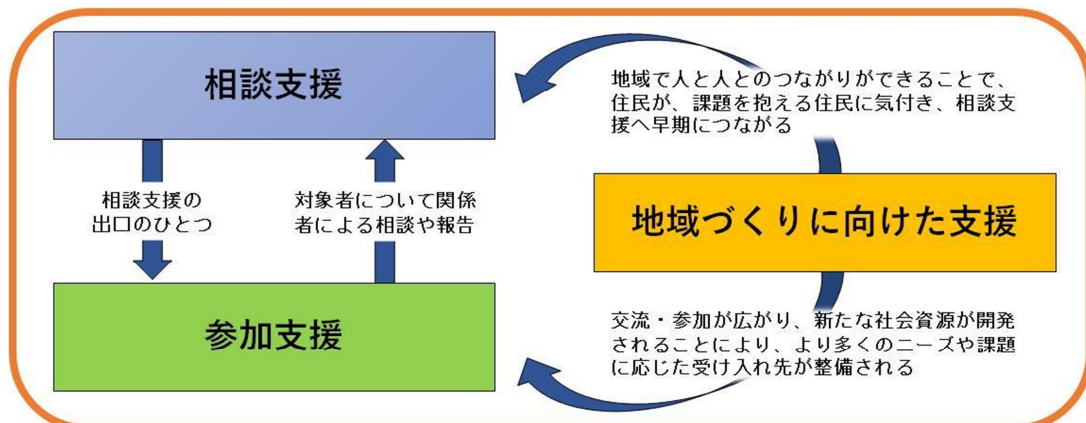 相談支援
地域で人と人とのつながりができることで、
住民が、課題を抱える住民に気付き、相談支
援へ早期につながる
相談支援の
出口のひとつ
対象者について関係
者による相談や報告
地域づくりに向けた支援
参加支援
交流・参加が広がり、新たな社会資源が開発
されることにより、より多くのニーズや課題
に応じた受け入れ先が整備される